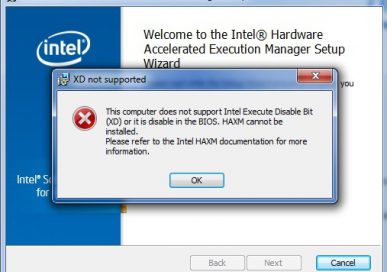 intel
Welcome to the Intel® Hardware
Accelerated Execution Manager Setup
Wizard
XD not supported
you
This computer does not support Intel Execute Disable Bit
(XD) or it is disable in the BIOS. HAXM cannot be
installed.
Please refer to the Intel HAXM documentation for more
information.
OK
Intel® S
for
Back
Next
Cancel